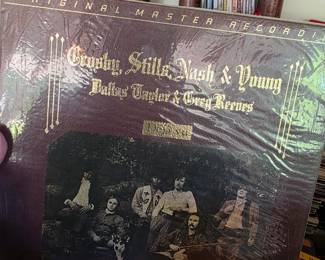 ORIGINAL MASTER RECORDI
Crosby, Stills, Nash & Young
Dallas Taylor & Greg Reeves